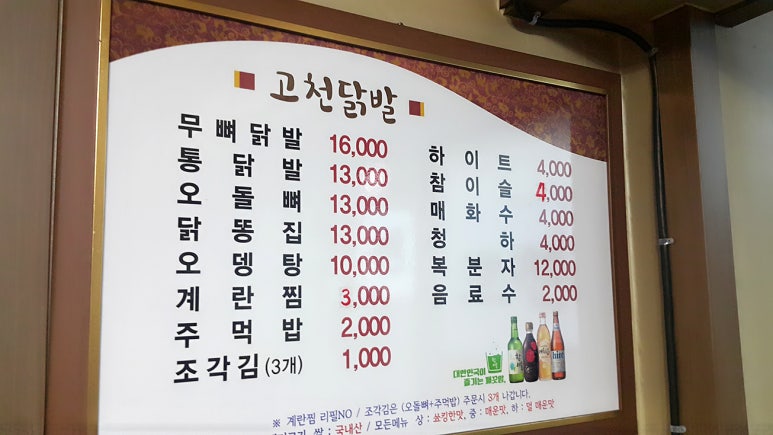 고천닭발
무뼈닭발 16,000
통닭발 13,000
오돌뼈 13,000
닭똥집 13,000
오뎅탕 10,000
계란찜 3,000
주먹밥 2,000
조각김(3개) 1,000
하이트 4,000
참이슬 4,000
매화수 4,000
청하 4,000
복분자 12,000
음료수 2,000
대한민국이
즐기는 깨끗함,
※ 계란찜 리필NO / 조각김은 (오돌뼈+주먹밥) 주문시 3개 나갑니다.
쌀 : 국내산 / 모든메뉴 상 : 쑈킹한맛, 중 : 매운맛, 하 : 덜 매운맛